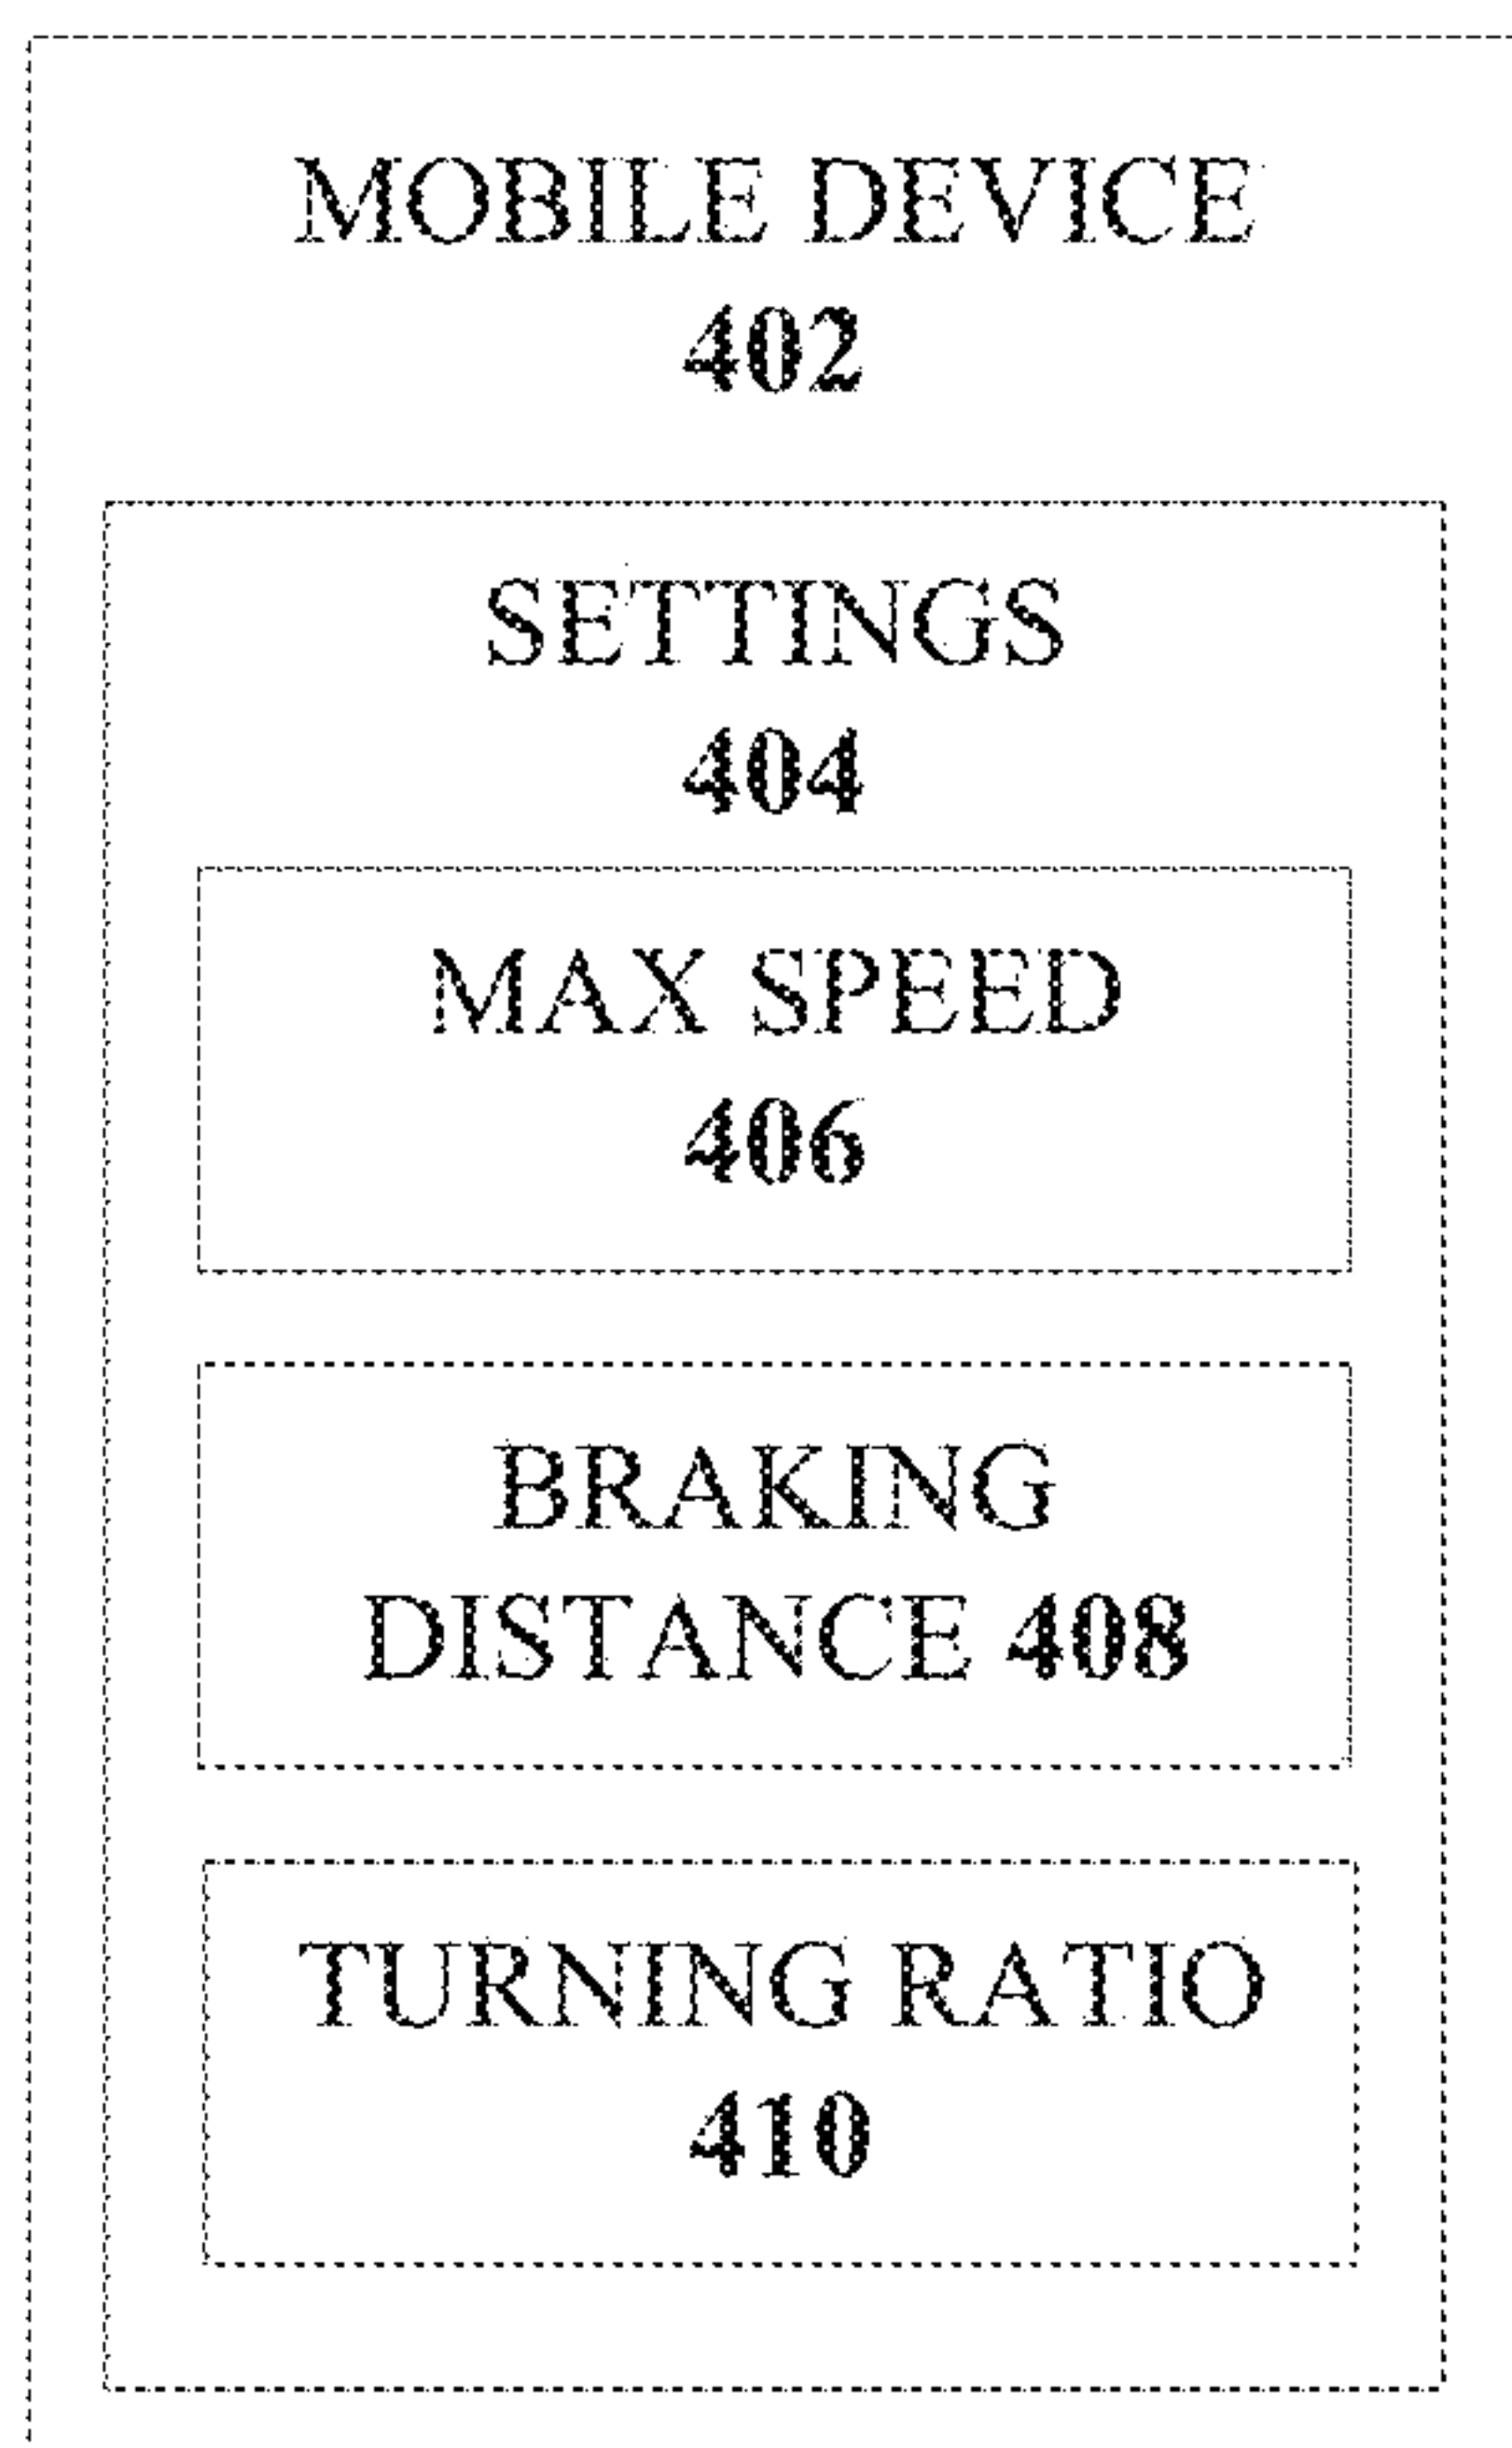 MOBILE DEVICE
402
SETTINGS
404
MAX SPEED
406
BRAKING
DISTANCE 408
TURNING RATIO
410